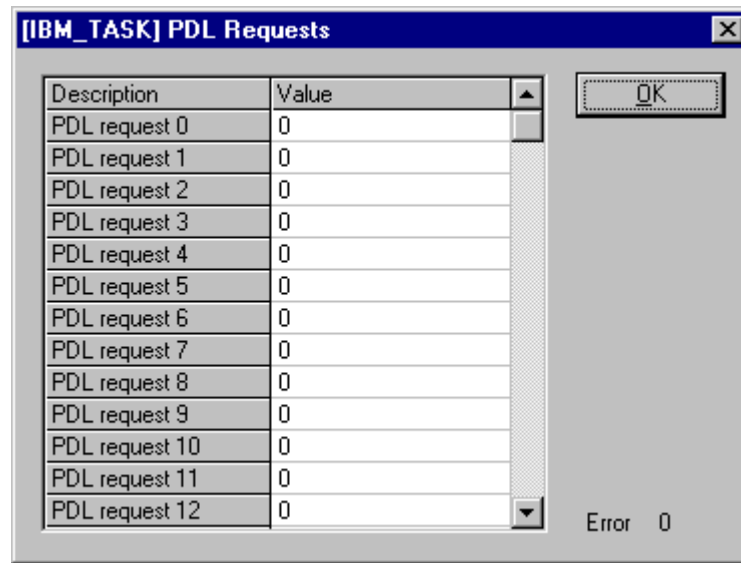 [IBM_TASK] PDL Requests
Description Value
OK
PDL request 0 0
PDL request 1 0
PDL request 2 0
PDL request 3 0
PDL request 4 0
PDL request 5 0
PDL request 6 0
PDL request 7 0
PDL request 8 0
PDL request 9 0
PDL request 10 0
PDL request 11 0
PDL request 12 0
Error 0